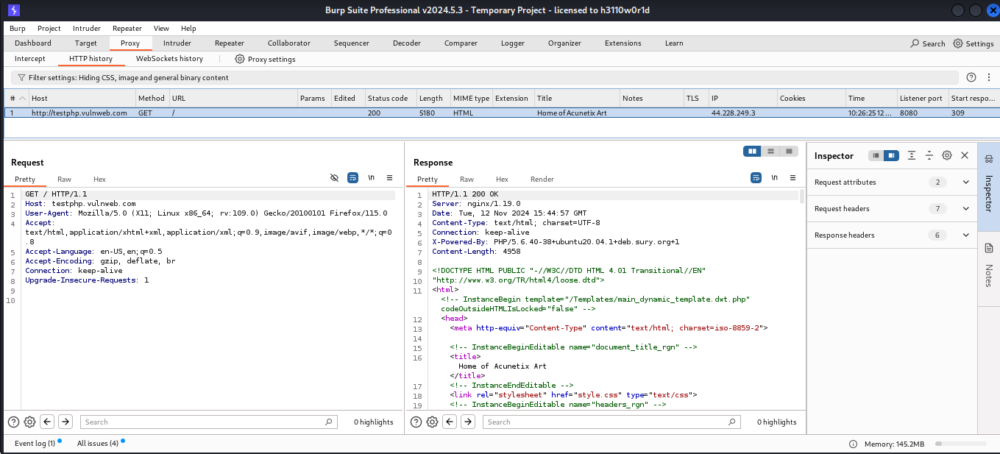 Burp Suite Professional v2024.5.3 - Temporary Project - licensed to h3110w0r1d
Burp Project Intruder Repeater View Help
Dashboard Target Proxy Intruder Repeater Collaborator Sequencer Decoder Comparer Logger Organizer Extensions Learn Search Settings
Intercept HTTP history WebSockets history Proxy settings
Filter settings: Hiding CSS, image and general binary content
# Host Method URL Params Edited Status code Length MIME type Extension Title Notes TLS IP Cookies Time Listener port Start respo...
1 http://testphp.vulnweb.com GET / 200 5180 HTML Home of Acunetix Art 44.228.249.3 10:26:25 12 ... 8080 309
Request
Pretty Raw Hex \n
1 GET / HTTP/1.1
2 Host: testphp.vulnweb.com
3 User-Agent: Mozilla/5.0 (X11; Linux x86_64; rv:109.0) Gecko/20100101 Firefox/115.0
4 Accept:
text/html,application/xhtml+xml,application/xml;q=0.9,image/avif,image/webp,*/*;q=0
.8
5 Accept-Language: en-US,en;q=0.5
6 Accept-Encoding: gzip, deflate, br
7 Connection: keep-alive
8 Upgrade-Insecure-Requests: 1
9
10
Search 0 highlights
Response
Pretty Raw Hex Render \n
1 HTTP/1.1 200 OK
2 Server: nginx/1.19.0
3 Date: Tue, 12 Nov 2024 15:44:57 GMT
4 Content-Type: text/html; charset=UTF-8
5 Connection: keep-alive
6 X-Powered-By: PHP/5.6.40-38+ubuntu20.04.1+deb.sury.org+1
7 Content-Length: 4958
8
9 <!DOCTYPE HTML PUBLIC "-//W3C//DTD HTML 4.01 Transitional//EN"
10 "http://www.w3.org/TR/html4/loose.dtd">
11 <html>
<!-- InstanceBegin template="/Templates/main_dynamic_template.dwt.php"
codeOutsideHTMLIsLocked="false" -->
12 <head>
13 <meta http-equiv="Content-Type" content="text/html; charset=iso-8859-2">
14
15 <!-- InstanceBeginEditable name="document_title_rgn" -->
16 <title>
Home of Acunetix Art
</title>
17 <!-- InstanceEndEditable -->
18 <link rel="stylesheet" href="style.css" type="text/css">
19 <!-- InstanceBeginEditable name="headers_rgn" -->
Search 0 highlights
Inspector
Request attributes 2
Request headers 7
Response headers 6
Inspector
Notes
Event log (1) All issues (4) Memory: 145.2MB